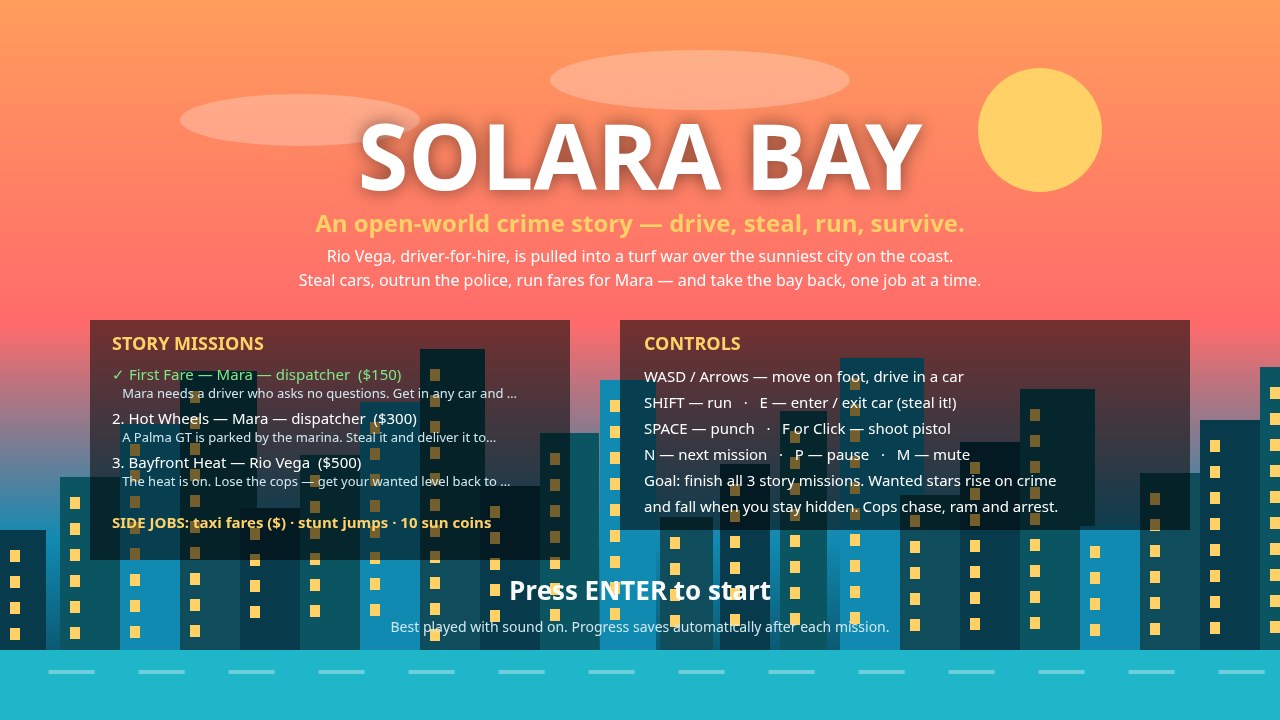 SOLARA BAY
An open-world crime story — drive, steal, run, survive.
Rio Vega, driver-for-hire, is pulled into a turf war over the sunniest city on the coast.
Steal cars, outrun the police, run fares for Mara — and take the bay back, one job at a time.
STORY MISSIONS
✓ First Fare — Mara — dispatcher  ($150)
Mara needs a driver who asks no questions. Get in any car and ...
2. Hot Wheels — Mara — dispatcher  ($300)
A Palma GT is parked by the marina. Steal it and deliver it to...
3. Bayfront Heat — Rio Vega  ($500)
The heat is on. Lose the cops — get your wanted level back to ...
SIDE JOBS: taxi fares ($) · stunt jumps · 10 sun coins
CONTROLS
WASD / Arrows — move on foot, drive in a car
SHIFT — run  ·  E — enter / exit car (steal it!)
SPACE — punch  ·  F or Click — shoot pistol
N — next mission  ·  P — pause  ·  M — mute
Goal: finish all 3 story missions. Wanted stars rise on crime
and fall when you stay hidden. Cops chase, ram and arrest.
Press ENTER to start
Best played with sound on. Progress saves automatically after each mission.